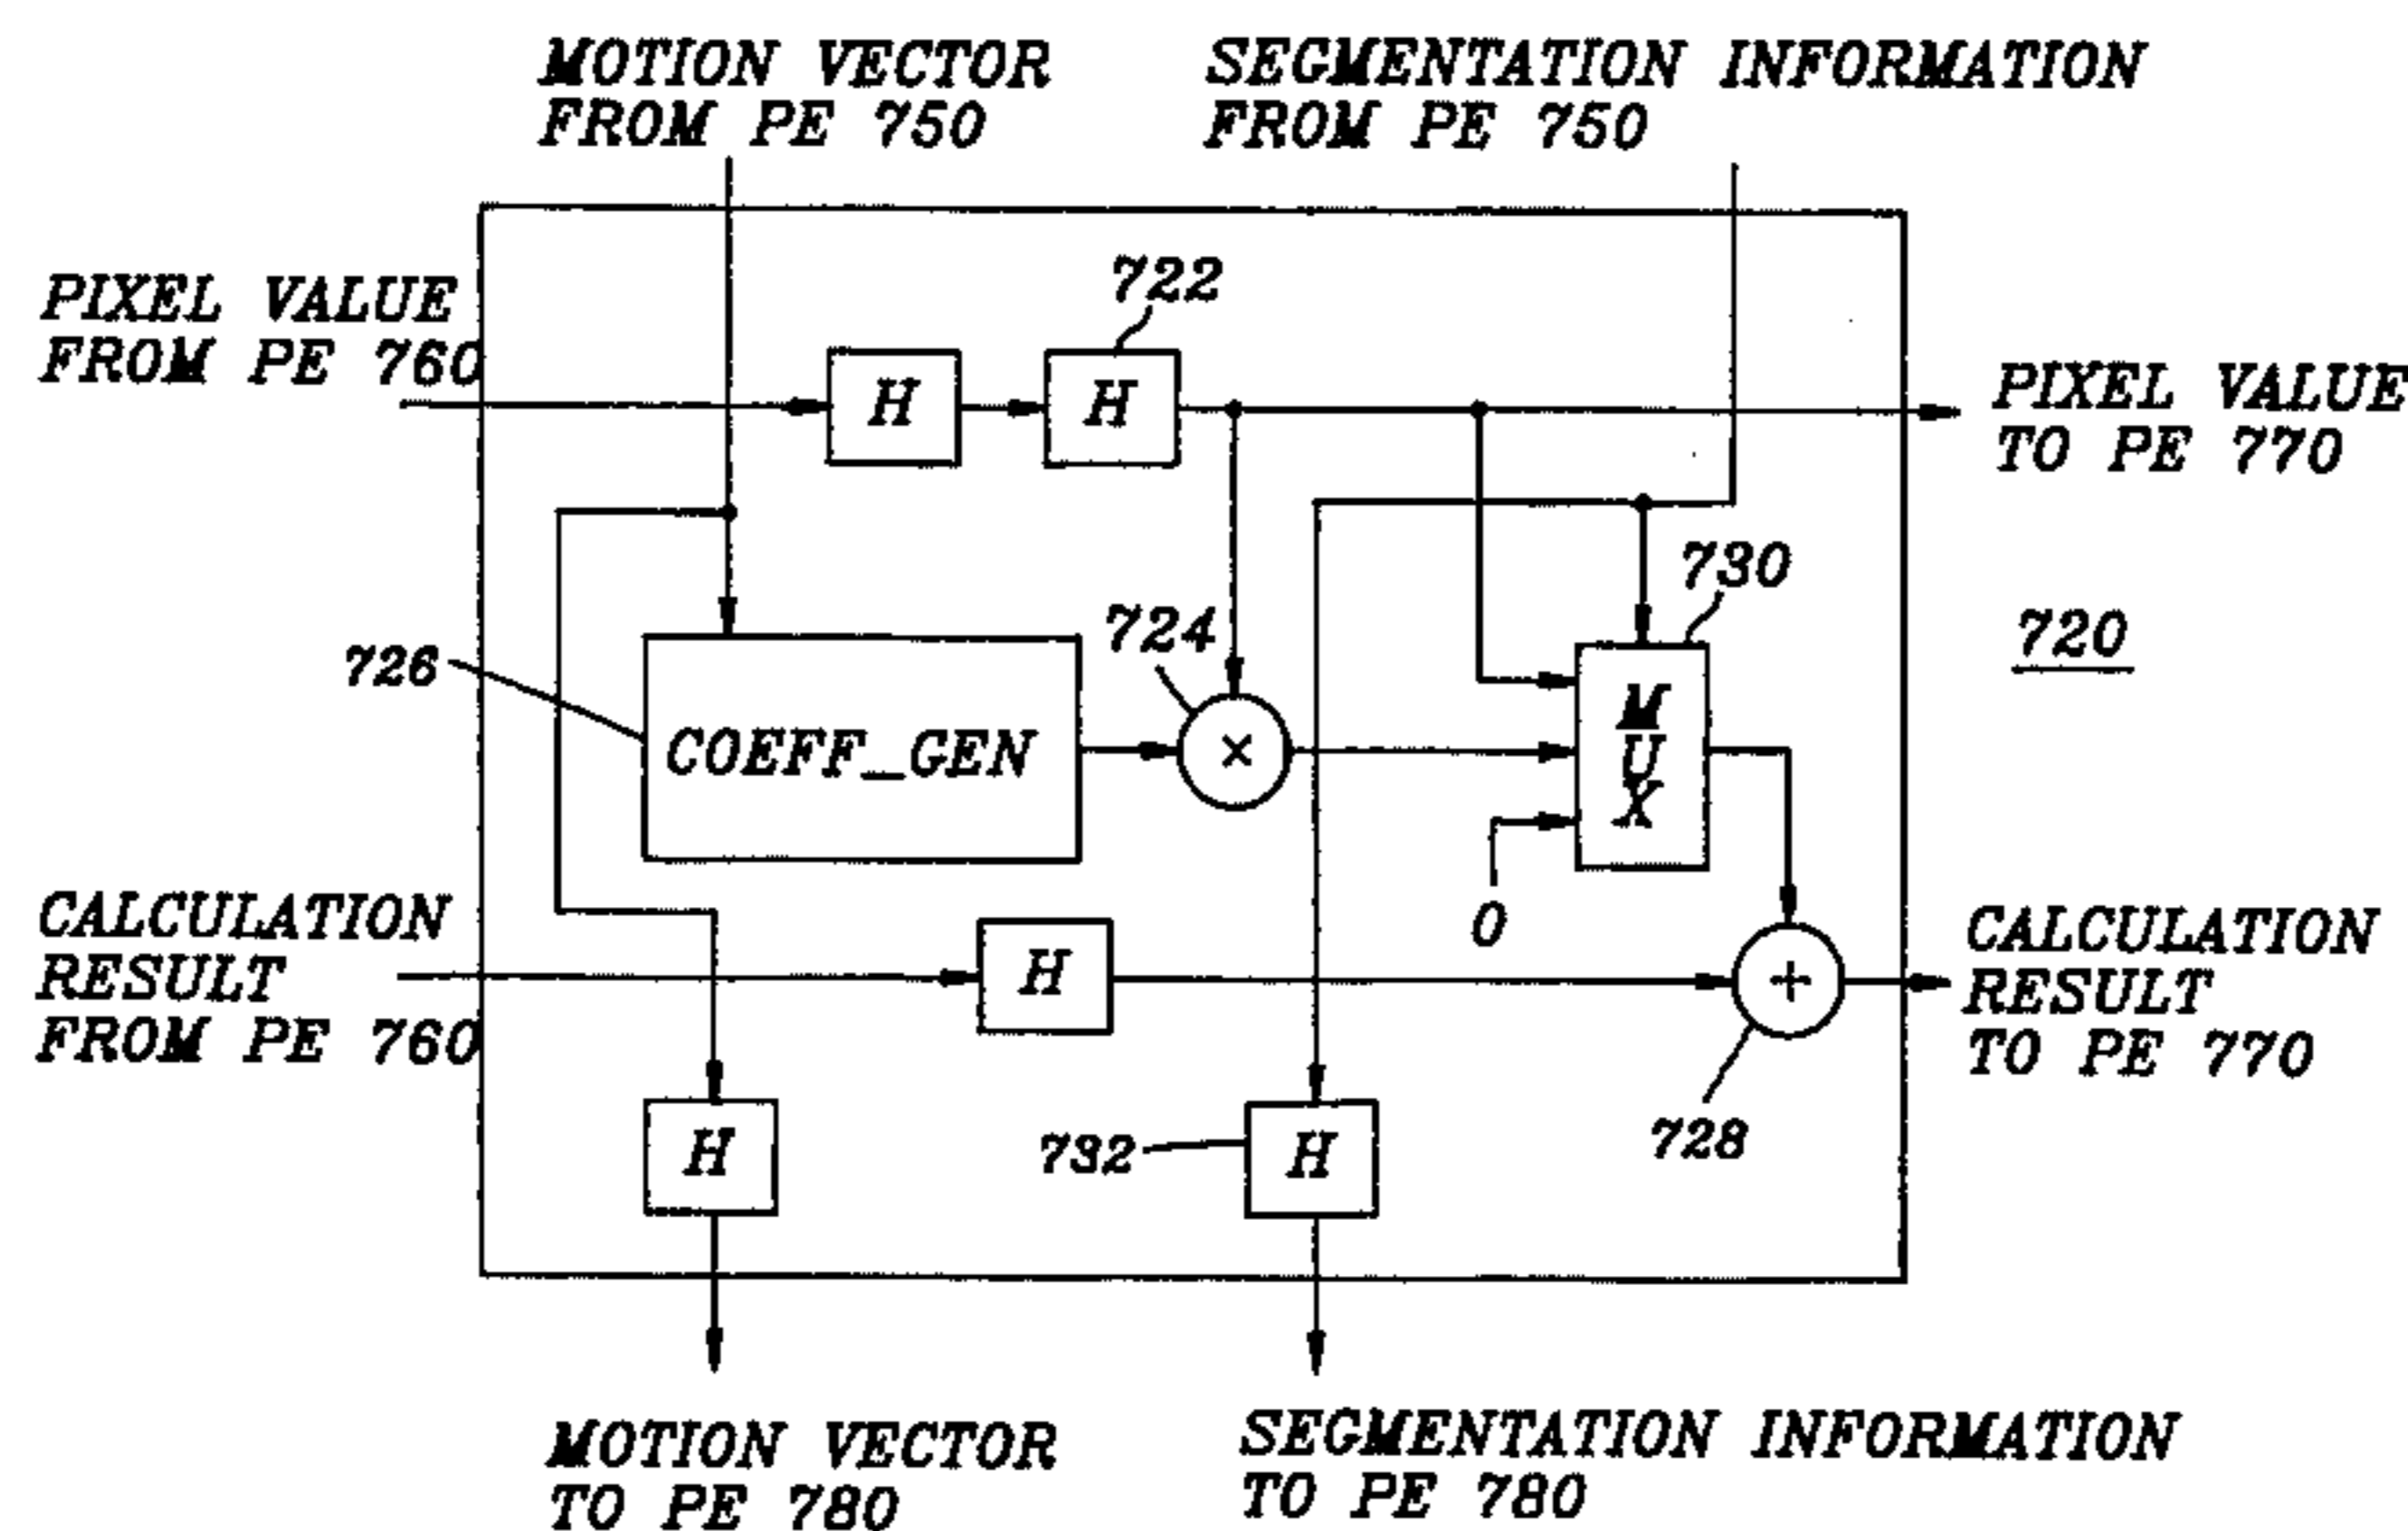 MOTION VECTOR
FROM PE 750
SEGMENTATION INFORMATION
FROM PE 750
PIXEL VALUE
FROM PE 760
722
H
H
PIXEL VALUE
TO PE 770
730
720
726
724
COEFF_GEN
×
M
U
X
0
CALCULATION
RESULT
FROM PE 760
H
+
CALCULATION
RESULT
TO PE 770
H
732
H
728
MOTION VECTOR
TO PE 780
SEGMENTATION INFORMATION
TO PE 780